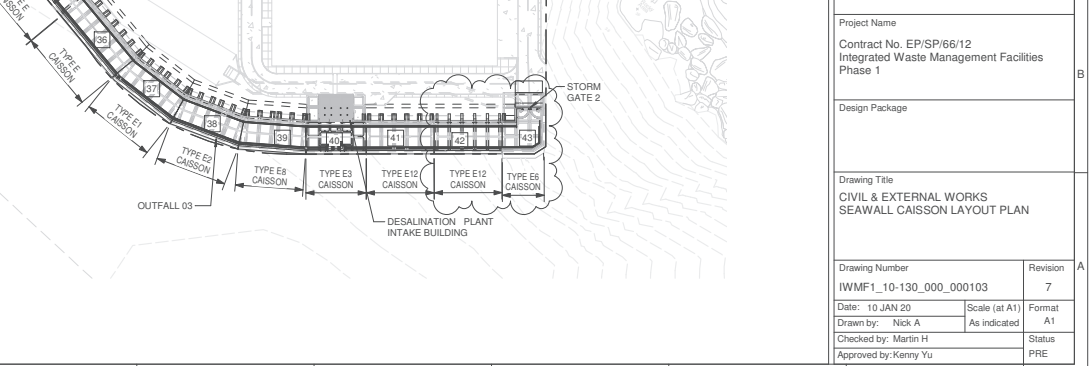 36
TYPE E
CAISSON
37
TYPE E1
CAISSON
38
TYPE E2
CAISSON
39
TYPE E8
CAISSON
40
TYPE E3
CAISSON
41
TYPE E12
CAISSON
42
TYPE E12
CAISSON
43
TYPE E6
CAISSON
STORM
GATE 2
OUTFALL 03
DESALINATION PLANT
INTAKE BUILDING
Project Name
Contract No. EP/SP/66/12
Integrated Waste Management Facilities
Phase 1
Design Package
Drawing Title
CIVIL & EXTERNAL WORKS
SEAWALL CAISSON LAYOUT PLAN
Drawing Number
Revision
IWMF1_10-130_000_000103
7
Date: 10 JAN 20
Scale (at A1)
Format
Drawn by: Nick A
As indicated
A1
Checked by: Martin H
Status
Approved by: Kenny Yu
PRE
B
A